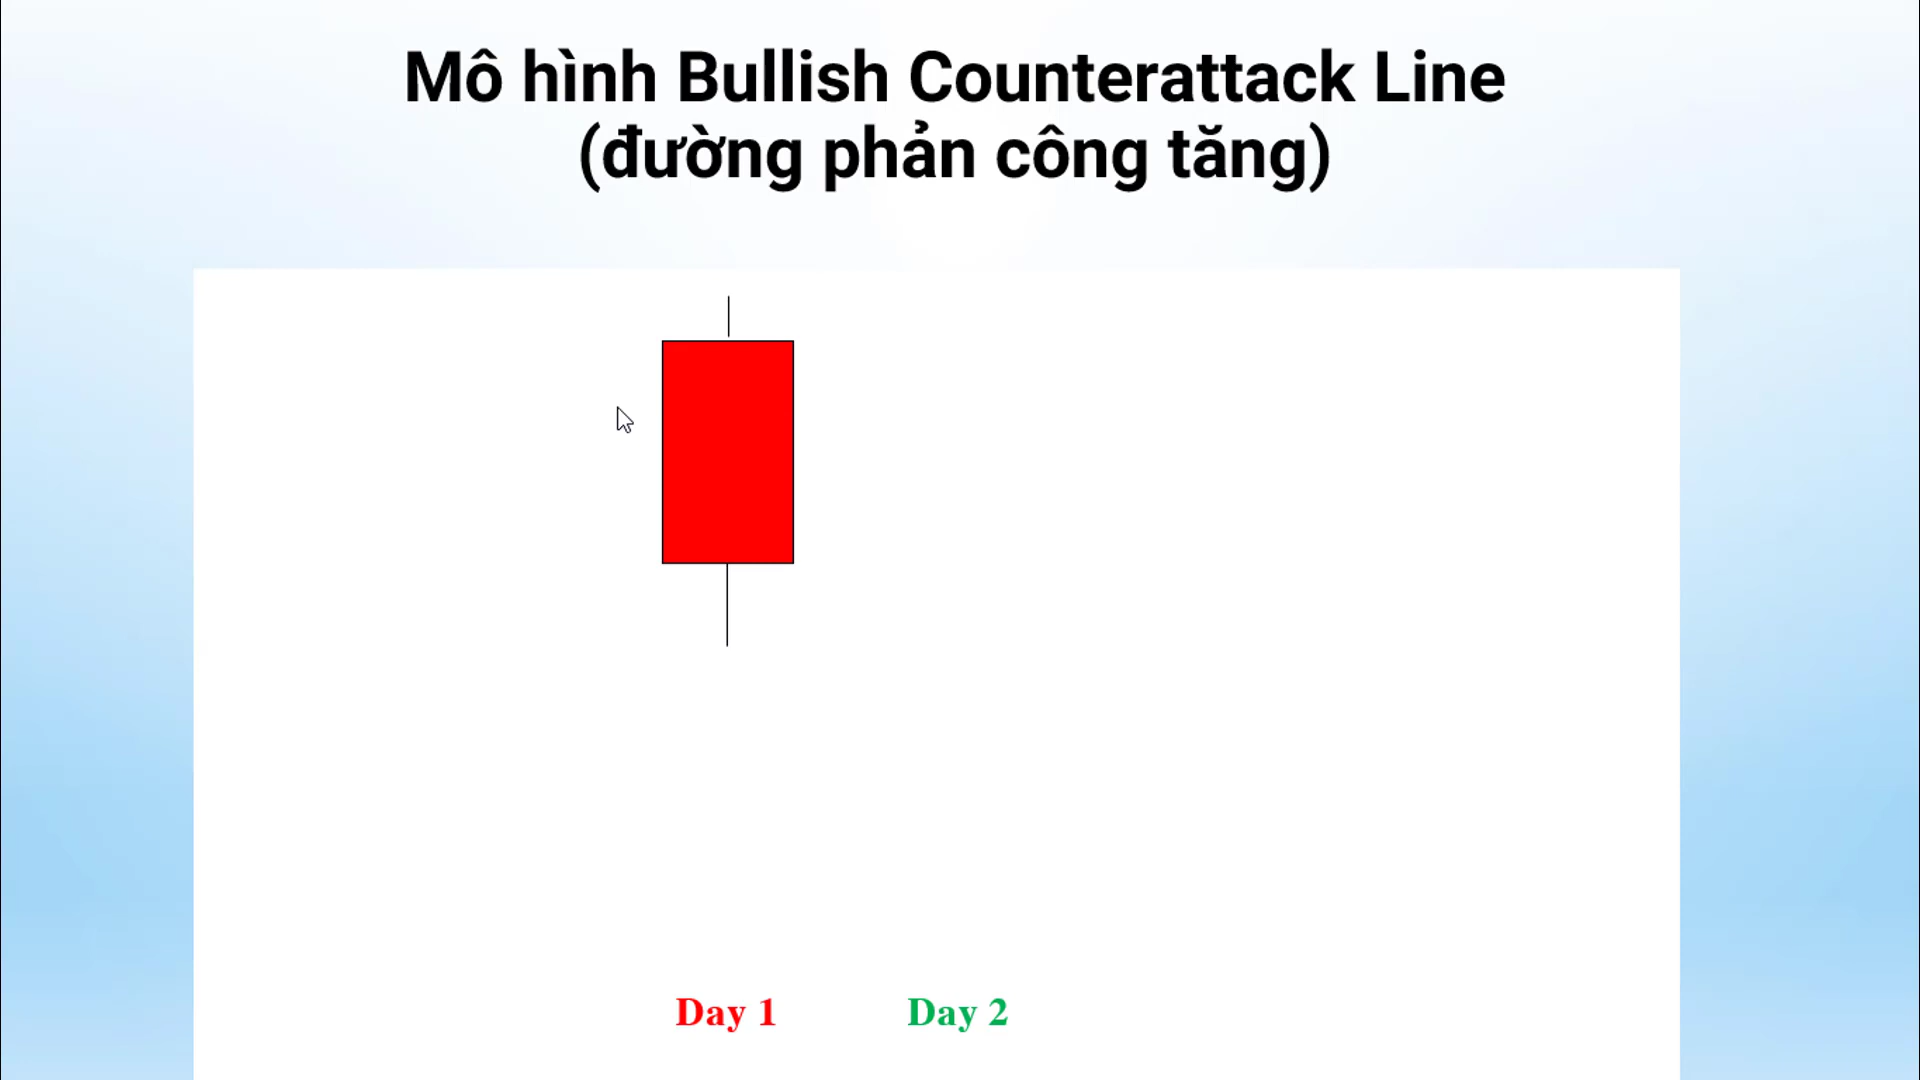 Mô hình Bullish Counterattack Line
(đường phản công tăng)
Day 1
Day 2